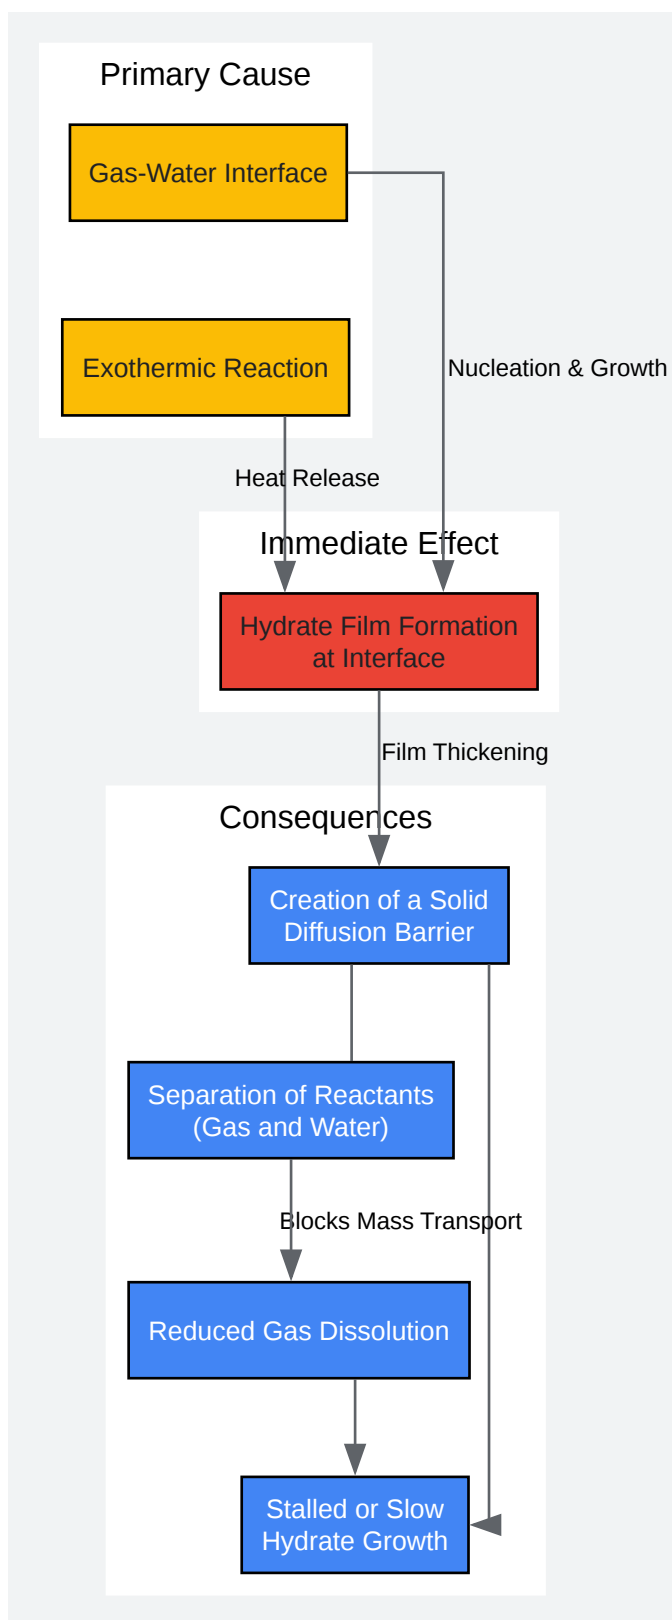 Primary Cause
Gas-Water Interface
Exothermic Reaction
Nucleation & Growth
Heat Release
Immediate Effect
Hydrate Film Formation
at Interface
Film Thickening
Consequences
Creation of a Solid
Diffusion Barrier
Separation of Reactants
(Gas and Water)
Blocks Mass Transport
Reduced Gas Dissolution
Stalled or Slow
Hydrate Growth